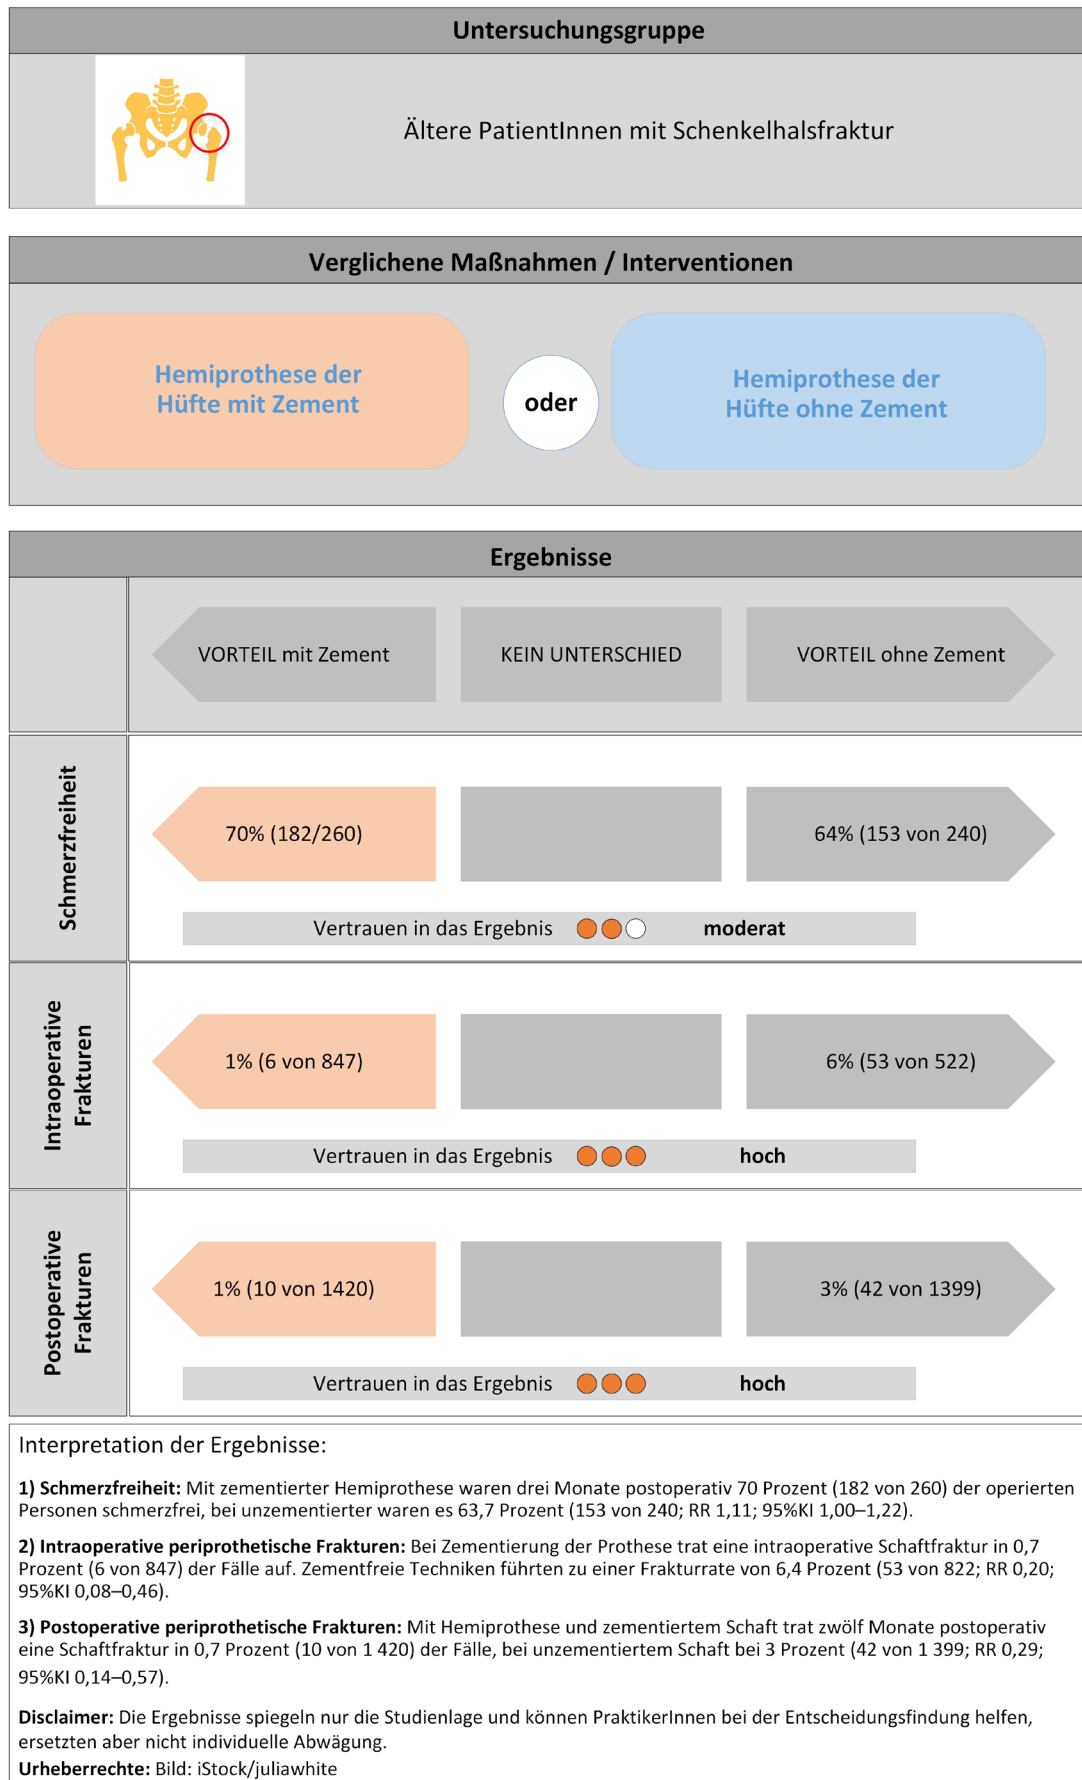 Untersuchungsgruppe
Ältere PatientInnen mit Schenkelhalsfraktur
Verglichene Maßnahmen / Interventionen
Hemiprothese der
Hüfte mit Zement
oder
Hemiprothese der
Hüfte ohne Zement
Ergebnisse
VORTEIL mit Zement
KEIN UNTERSCHIED
VORTEIL ohne Zement
Schmerzfreiheit
70% (182/260)
64% (153 von 240)
Vertrauen in das Ergebnis moderat
Intraoperative
Frakturen
1% (6 von 847)
6% (53 von 522)
Vertrauen in das Ergebnis hoch
Postoperative
Frakturen
1% (10 von 1420)
3% (42 von 1399)
Vertrauen in das Ergebnis hoch
Interpretation der Ergebnisse:
1) Schmerzfreiheit: Mit zementierter Hemiprothese waren drei Monate postoperativ 70 Prozent (182 von 260) der operierten
Personen schmerzfrei, bei unzementierter waren es 63,7 Prozent (153 von 240; RR 1,11; 95%KI 1,00–1,22).
2) Intraoperative periprothetische Frakturen: Bei Zementierung der Prothese trat eine intraoperative Schaftfraktur in 0,7
Prozent (6 von 847) der Fälle auf. Zementfreie Techniken führten zu einer Frakturrate von 6,4 Prozent (53 von 822; RR 0,20;
95%KI 0,08–0,46).
3) Postoperative periprothetische Frakturen: Mit Hemiprothese und zementiertem Schaft trat zwölf Monate postoperativ
eine Schaftfraktur in 0,7 Prozent (10 von 1 420) der Fälle, bei unzementiertem Schaft bei 3 Prozent (42 von 1 399; RR 0,29;
95%KI 0,14–0,57).
Disclaimer: Die Ergebnisse spiegeln nur die Studienlage und können PraktikerInnen bei der Entscheidungsfindung helfen,
ersetzten aber nicht individuelle Abwägung.
Urheberrechte: Bild: iStock/juliawhite